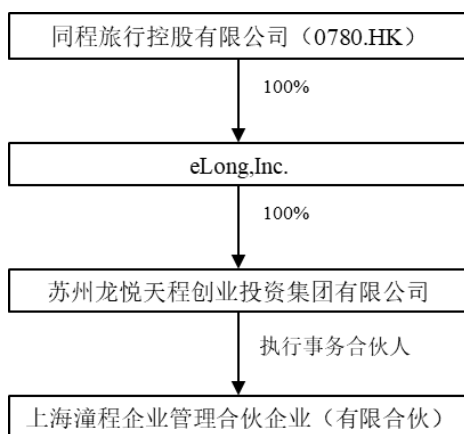 同程旅行控股有限公司（0780.HK）
100%
eLong,Inc.
100%
苏州龙悦天程创业投资集团有限公司
执行事务合伙人
上海潼程企业管理合伙企业（有限合伙）